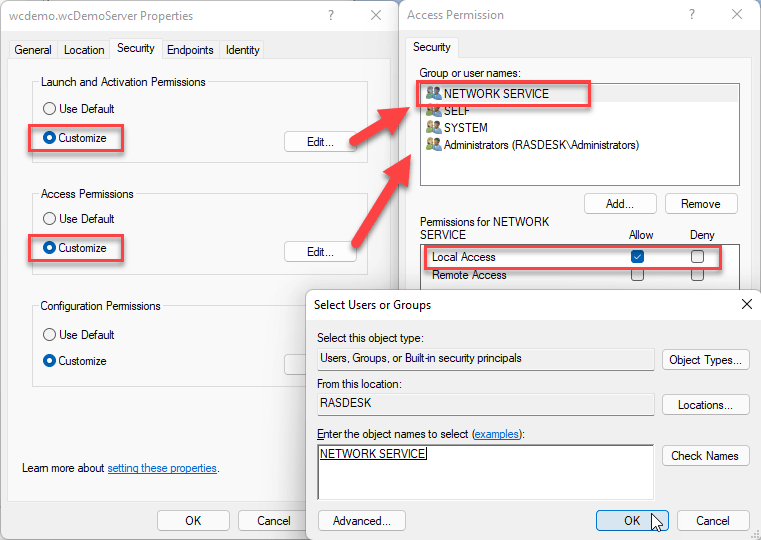 wcdemo.wcDemoServer Properties
General Location Security Endpoints Identity
Launch and Activation Permissions
Use Default
Customize
Edit...
Access Permissions
Use Default
Customize
Edit...
Configuration Permissions
Use Default
Customize
Learn more about setting these properties.
OK Cancel
Access Permission
Security
Group or user names:
NETWORK SERVICE
SELF
SYSTEM
Administrators (RASDESK\Administrators)
Add... Remove
Permissions for NETWORK
SERVICE Allow Deny
Local Access
Remote Access
Select Users or Groups
Select this object type:
Users, Groups, or Built-in security principals
Object Types...
From this location:
RASDESK
Locations...
Enter the object names to select (examples):
NETWORK SERVICE
Check Names
Advanced...
OK Cancel